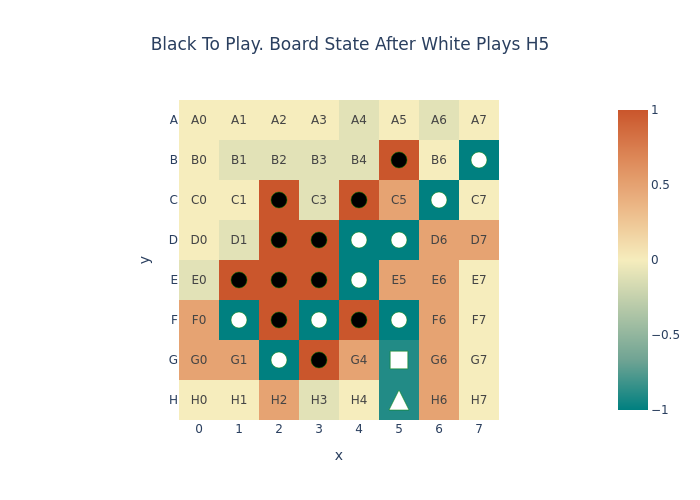 Black To Play. Board State After White Plays H5
A A0 A1 A2 A3 A4 A5 A6 A7
B B0 B1 B2 B3 B4 B6
C C0 C1 C3 C5 C7
D D0 D1 D6 D7
E E0 E5 E6 E7
F F0 F6 F7
G G0 G1 G4 G6 G7
H H0 H1 H2 H3 H4 H6 H7
0 1 2 3 4 5 6 7
x
y
1
0.5
0
−0.5
−1